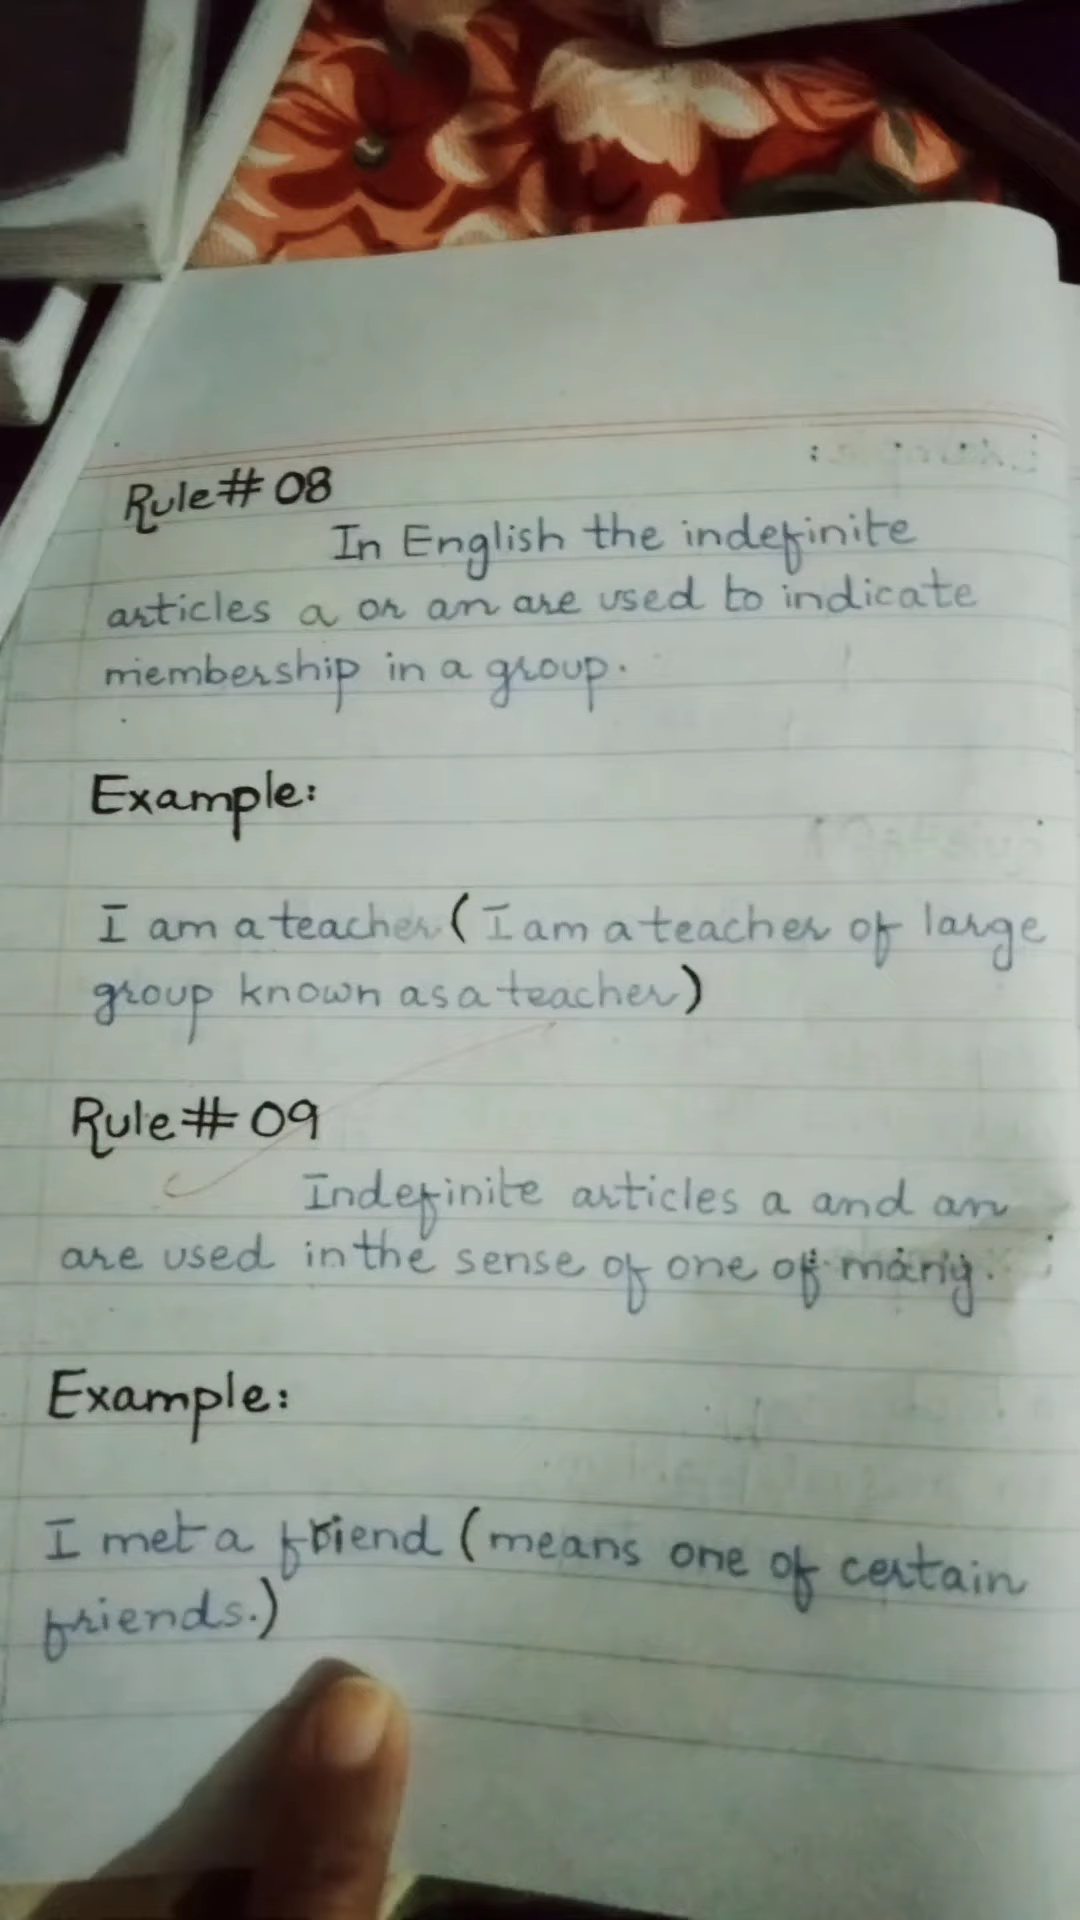 Rule# 08
In English the indefinite
articles a or an are used to indicate
membership in a group.
Example:
I am a teacher (I am a teacher of large
group known as a teacher)
Rule# 09
Indefinite articles a and an
are used in the sense of one of many.
Example:
I met a friend (means one of certain
friends.)